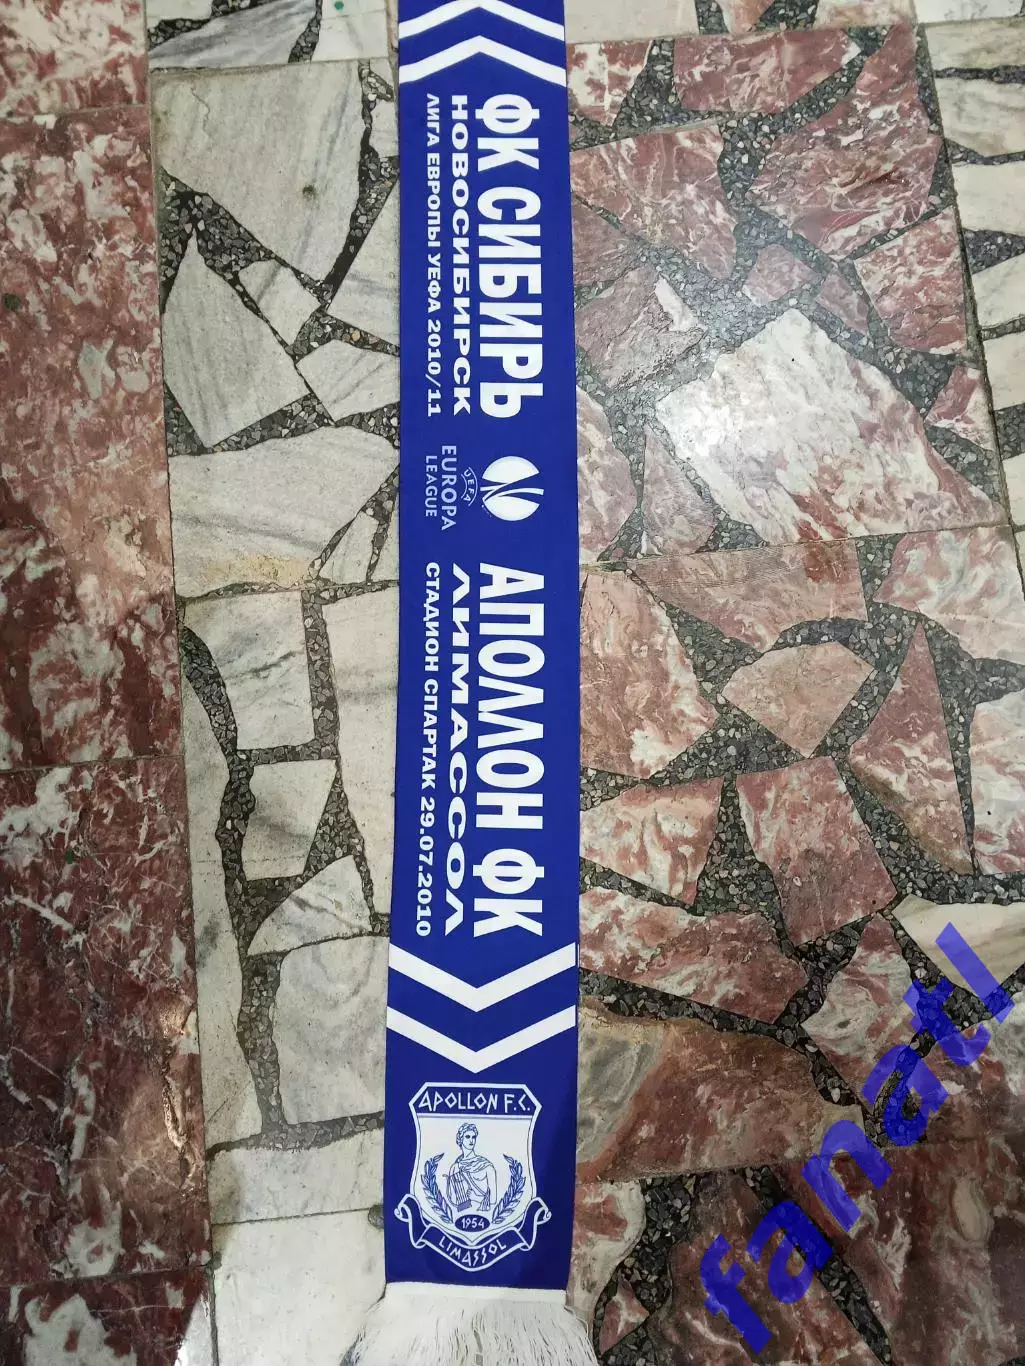 ФК СИБИРЬ
НОВОСИБИРСК
ЛИГА ЕВРОПЫ УЕФА 2010/11
UEFA
EUROPA
LEAGUE
АПОЛЛОН ФК
ЛИМАССОЛ
СТАДИОН СПАРТАК 29.07.2010
APOLLON F.C.
1954
LIMASSOL
fanat1